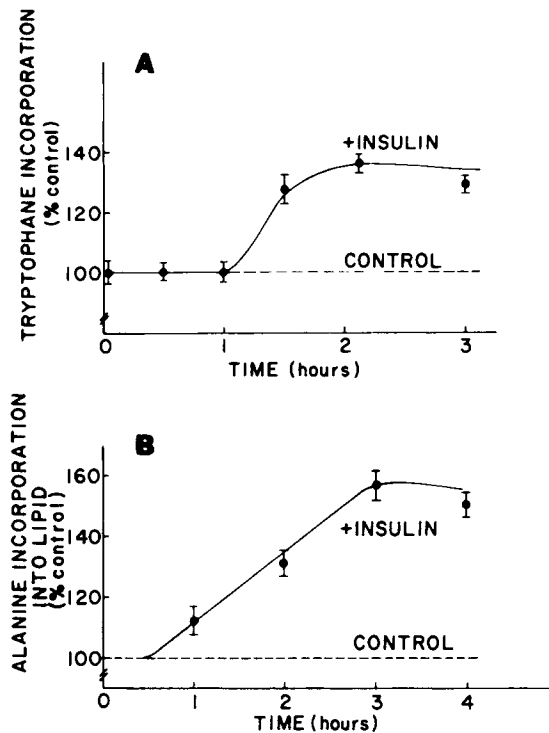 A
TRYPTOPHANE INCORPORATION
(% control)
140
120
100
+INSULIN
CONTROL
0 1 2 3
TIME (hours)
B
ALANINE INCORPORATION
INTO LIPID
(% control)
160
140
120
100
+INSULIN
CONTROL
0 1 2 3 4
TIME (hours)